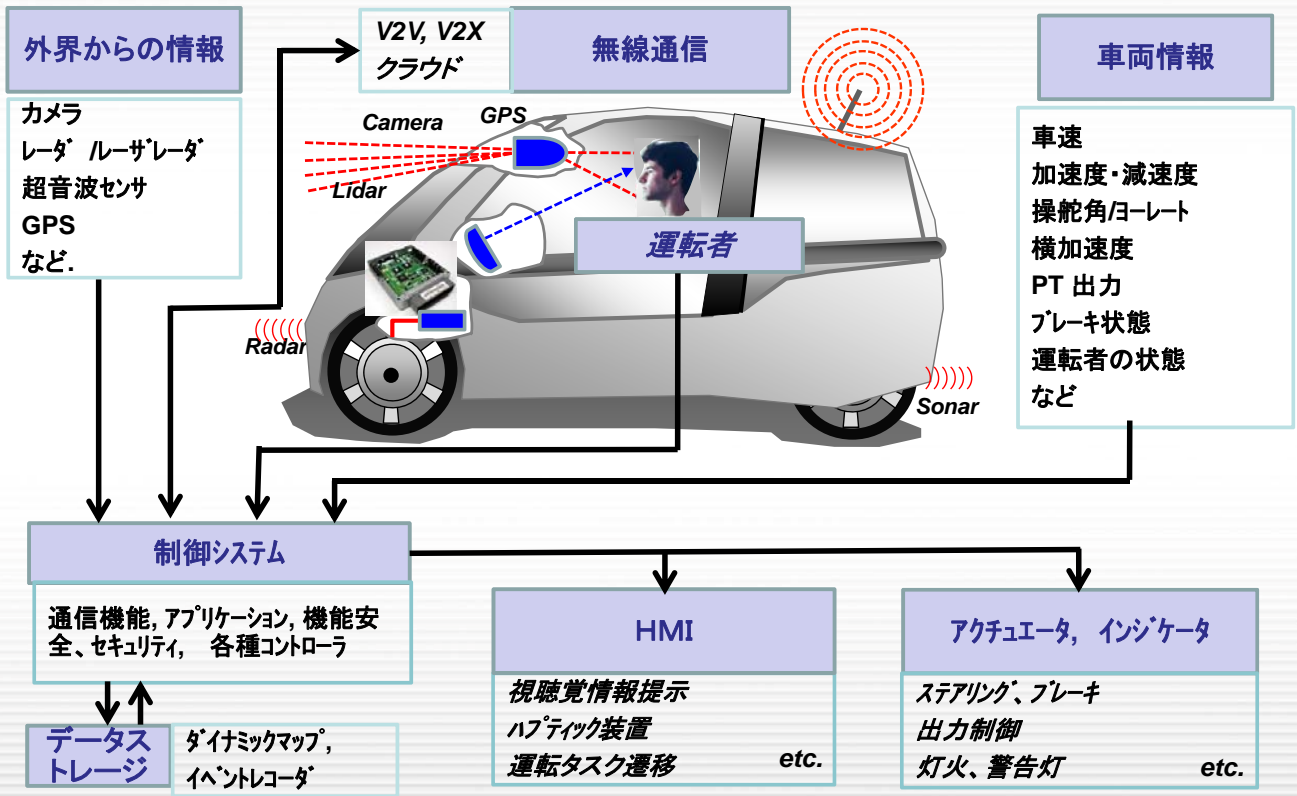 外界からの情報
カメラ
ﾚｰﾀﾞ /ﾚｰｻﾞﾚｰﾀﾞ
超音波ｾﾝｻ
GPS
など.
V2V, V2X
クラウド
無線通信
車両情報
車速
加速度・減速度
操舵角/ﾖｰﾚｰﾄ
横加速度
PT 出力
ﾌﾞﾚｰｷ状態
運転者の状態
など
Camera
GPS
Lidar
運転者
Radar
Sonar
制御ｼｽﾃﾑ
通信機能, ｱﾌﾟﾘｹｰｼｮﾝ, 機能安
全、ｾｷｭﾘﾃｨ, 各種ｺﾝﾄﾛｰﾗ
データス
トレージ
ﾀﾞｲﾅﾐｯｸﾏｯﾌﾟ,
ｲﾍﾞﾝﾄﾚｺｰﾀﾞ
ＨＭＩ
視聴覚情報提示
ﾊﾌﾟﾃｨｯｸ装置
運転タスク遷移 etc.
ｱｸﾁｭｴｰﾀ, ｲﾝｼﾞｹｰﾀ
ｽﾃｱﾘﾝｸﾞ、ﾌﾞﾚｰｷ
出力制御
灯火、警告灯 etc.